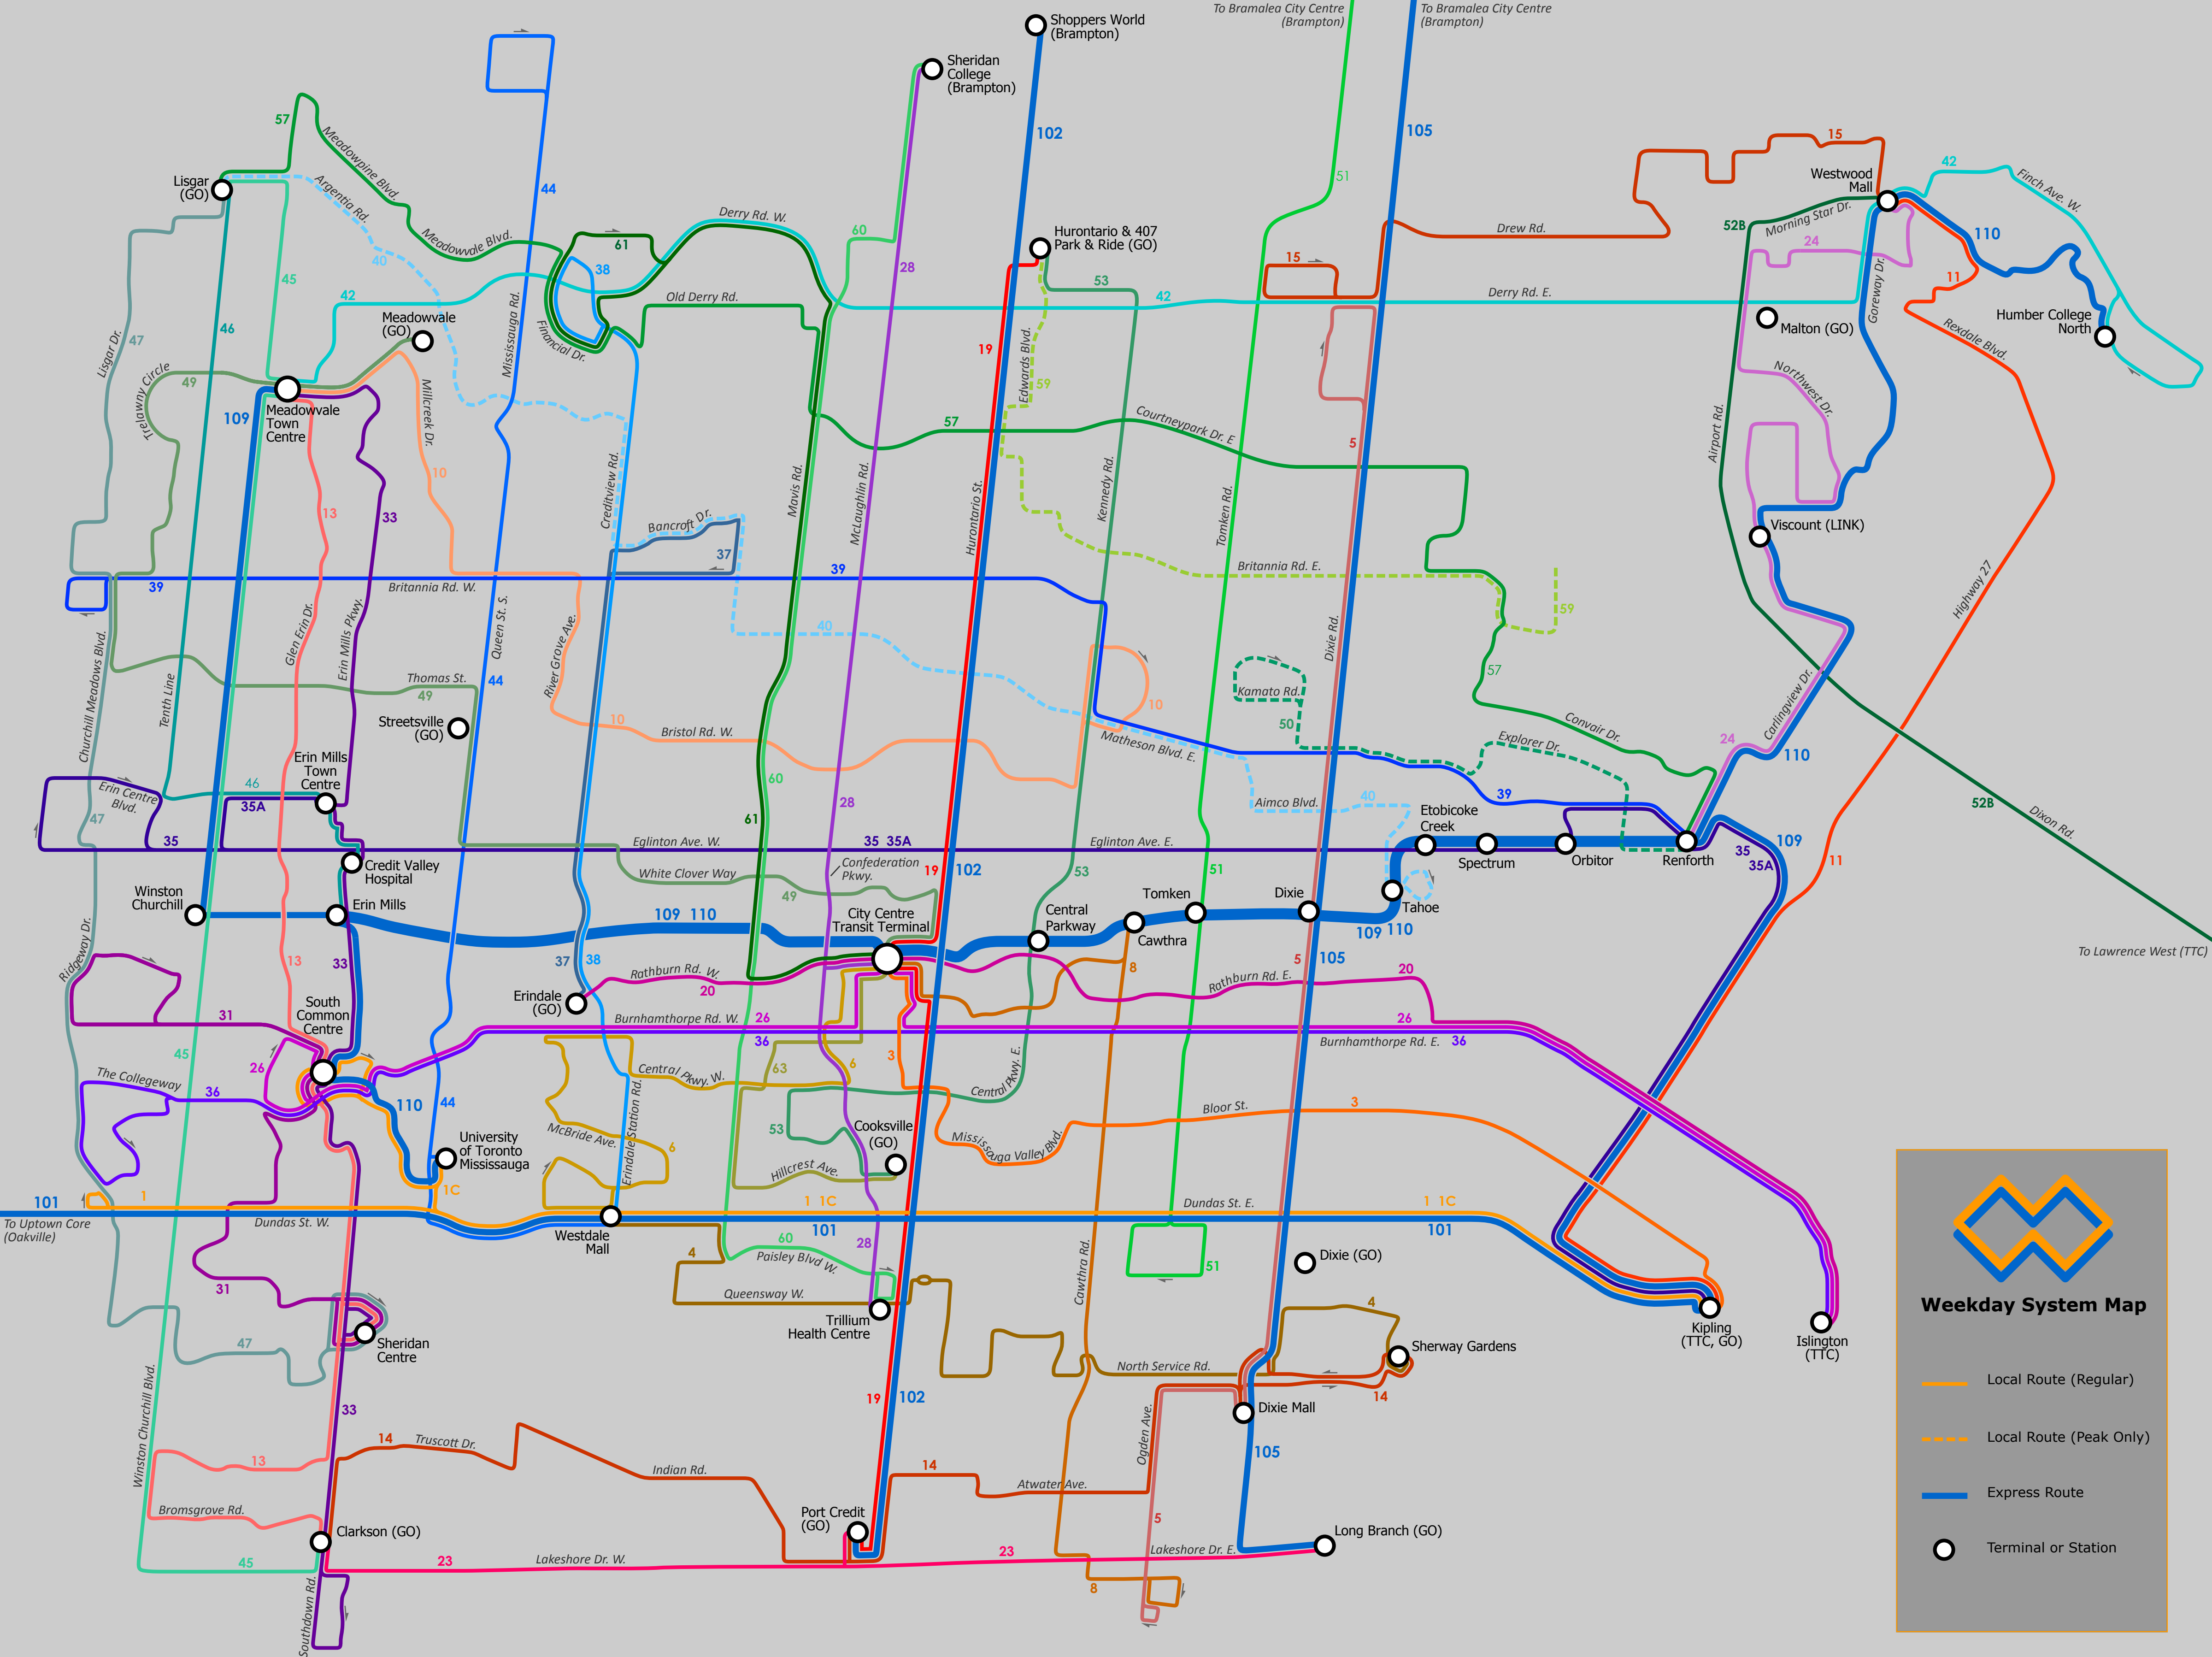 To Bramalea City Centre
(Brampton)
To Bramalea City Centre
(Brampton)
Shoppers World
(Brampton)
Sheridan
College
(Brampton)
57
Meadowpine Blvd.
102
105
15
Westwood
Mall
42
Finch Ave. W.
Lisgar
(GO)
Argentia Rd.
44
51
Derry Rd. W.
60
61
Meadowvale Blvd.
Hurontario & 407
Park & Ride (GO)
Drew Rd.
52B
Morning Star Dr.
24
110
40
38
28
15
53
11
45
42
Old Derry Rd.
42
Derry Rd. E.
Goreway Dr.
Meadowvale
(GO)
Mississauga Rd.
Financial Dr.
Malton (GO)
Humber College
North
Rexdale Blvd.
46
47
Lisgar Dr.
19
Edwards Blvd.
59
49
Trelawny Circle
Northwest Dr.
109
Meadowvale
Town
Centre
Millcreek Dr.
57
Courtneypark Dr. E
5
Airport Rd.
10
Creditview Rd.
Mavis Rd.
McLaughlin Rd.
Hurontario St.
Kennedy Rd.
Tomken Rd.
13
33
Bancroft Dr.
37
Viscount (LINK)
39
Britannia Rd. W.
39
Britannia Rd. E.
59
Highway 27
Glen Erin Dr.
Erin Mills Pkwy.
Queen St. S.
River Grove Ave.
40
Dixie Rd.
Churchill Meadows Blvd.
Tenth Line
Thomas St.
49
44
57
Kamato Rd.
10
50
Convair Dr.
Carlingview Dr.
Streetsville
(GO)
10
Bristol Rd. W.
Matheson Blvd. E.
Explorer Dr.
24
110
Erin Mills
Town
Centre
46
35A
Erin Centre
Blvd.
47
60
28
61
Aimco Blvd.
40
39
52B
Dixon Rd.
Etobicoke
Creek
35
Eglinton Ave. W.
35 35A
Eglinton Ave. E.
Spectrum
Orbitor
Renforth
35
35A
109
11
Credit Valley
Hospital
White Clover Way
Confederation
Pkwy.
19
102
53
51
49
Winston
Churchill
Erin Mills
109 110
City Centre
Transit Terminal
Central
Parkway
Cawthra
Tomken
Dixie
109 110
Tahoe
To Lawrence West (TTC)
Ridgeway Dr.
13
33
37
38
Rathburn Rd. W.
20
8
5
105
Rathburn Rd. E.
20
Erindale
(GO)
31
South
Common
Centre
Burnhamthorpe Rd. W.
26
36
26
Burnhamthorpe Rd. E.
36
45
26
The Collegeway
36
Central Pkwy. W.
63
6
3
Central Pkwy. E.
110
44
McBride Ave.
6
Erindale Station Rd.
53
Cooksville
(GO)
Mississauga Valley Blvd.
Bloor St.
3
University
of Toronto
Mississauga
Hillcrest Ave.
101
1
1C
To Uptown Core
(Oakville)
Dundas St. W.
Westdale
Mall
1 1C
101
Dundas St. E.
1 1C
101
31
4
60
Paisley Blvd W.
28
Cawthra Rd.
51
Dixie (GO)
Queensway W.
Trillium
Health Centre
4
Kipling
(TTC, GO)
Islington
(TTC)
47
Sheridan
Centre
North Service Rd.
Sherway Gardens
14
Winston Churchill Blvd.
33
19
102
Dixie Mall
Ogden Ave.
14
Truscott Dr.
13
Indian Rd.
14
Atwater Ave.
105
Bromsgrove Rd.
Clarkson (GO)
Port Credit
(GO)
5
Long Branch (GO)
45
23
Lakeshore Dr. W.
23
Lakeshore Dr. E.
8
Southdown Rd.
Weekday System Map
Local Route (Regular)
Local Route (Peak Only)
Express Route
Terminal or Station